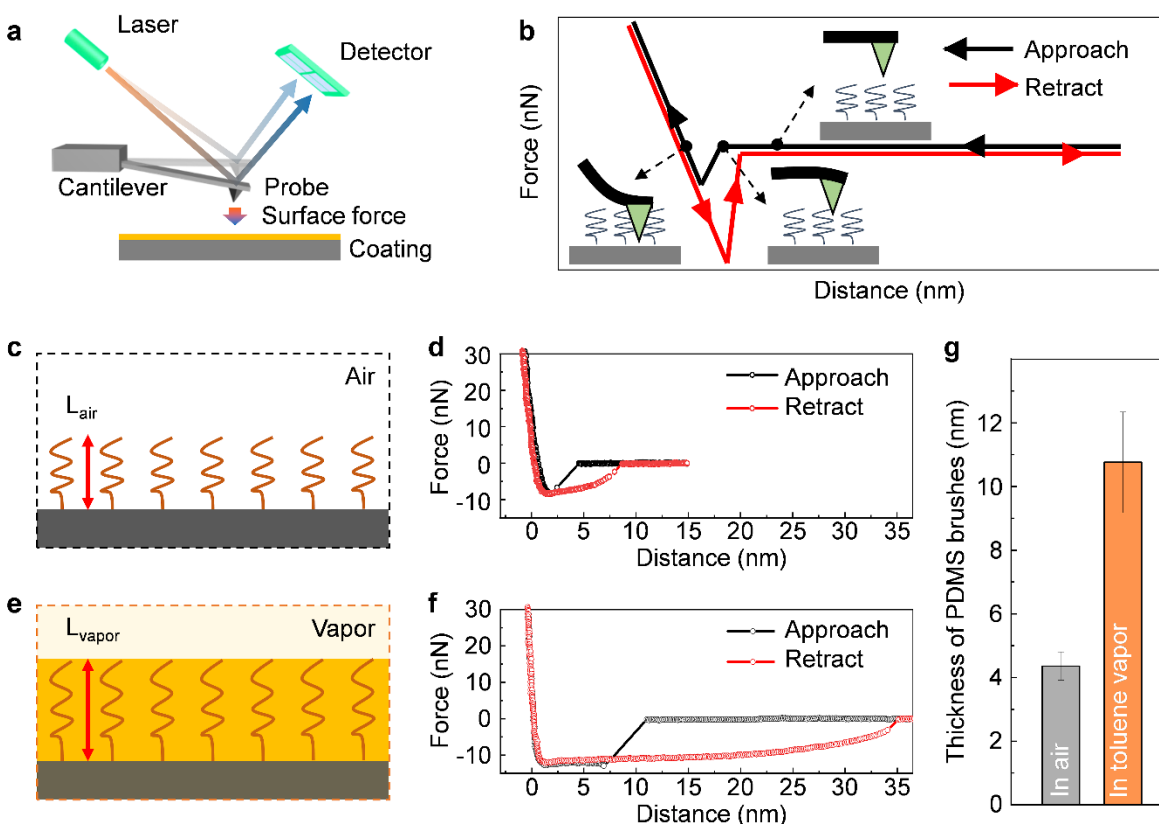 a
Laser
Detector
Cantilever
Probe
Surface force
Coating
b
Force (nN)
Approach
Retract
Distance (nm)
c
Air
Lair
d
Force (nN)
30
20
10
0
-10
Approach
Retract
0 5 10 15 20 25 30 35
Distance (nm)
e
Vapor
Lvapor
f
Force (nN)
30
20
10
0
-10
Approach
Retract
0 5 10 15 20 25 30 35
Distance (nm)
g
Thickness of PDMS brushes (nm)
12
10
8
6
4
2
0
In air
In toluene vapor